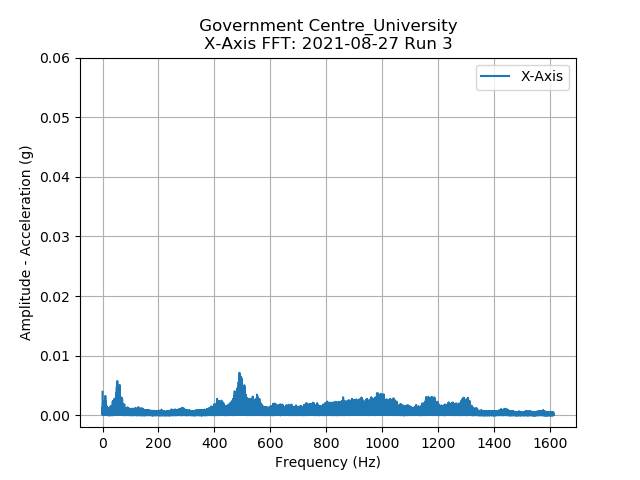 Government Centre_University
X-Axis FFT: 2021-08-27 Run 3
X-Axis
0.06
0.05
0.04
0.03
0.02
0.01
0.00
Amplitude - Acceleration (g)
0 200 400 600 800 1000 1200 1400 1600
Frequency (Hz)